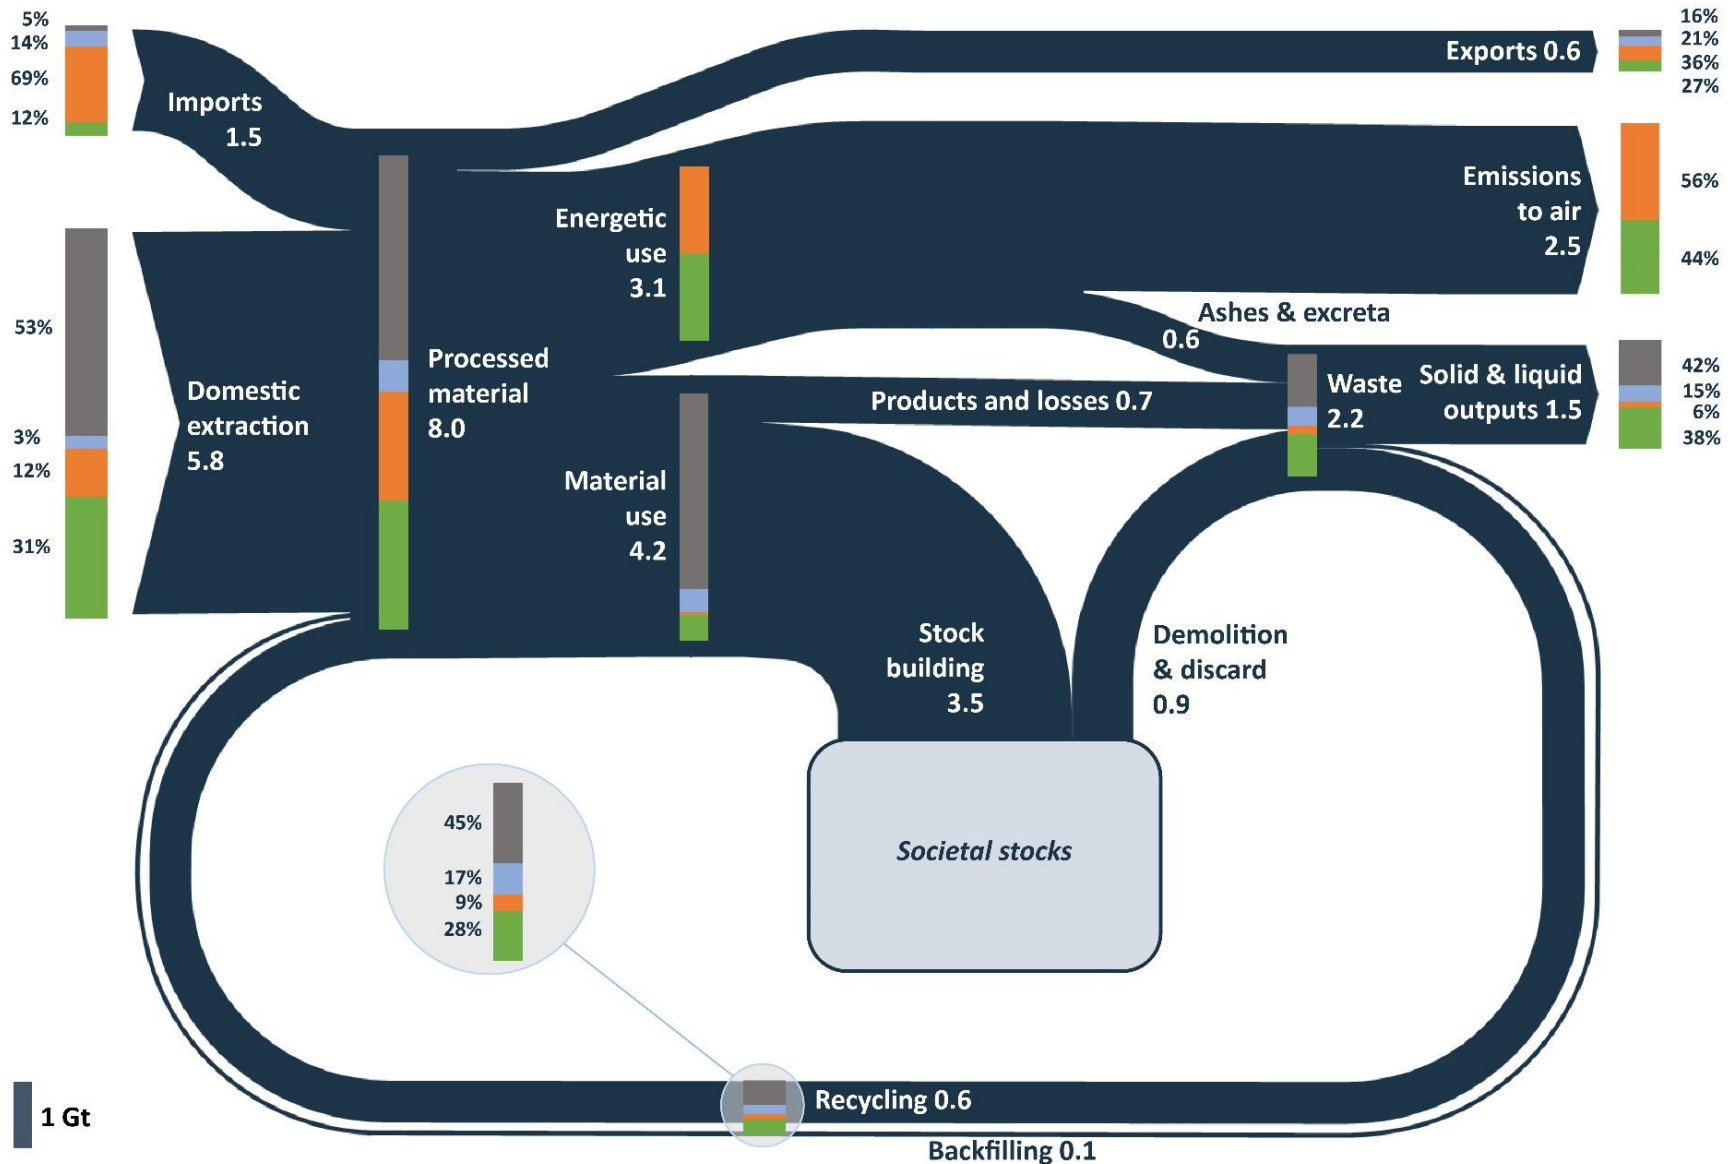 5%
14%
69%
12%
Imports
1.5
53%
3%
12%
31%
Domestic
extraction
5.8
Processed
material
8.0
Energetic
use
3.1
Material
use
4.2
Exports 0.6
16%
21%
36%
27%
Emissions
to air
2.5
56%
44%
Ashes & excreta
0.6
Products and losses 0.7
Waste
2.2
Solid & liquid
outputs 1.5
42%
15%
6%
38%
Stock
building
3.5
Demolition
& discard
0.9
Societal stocks
45%
17%
9%
28%
Recycling 0.6
Backfilling 0.1
1 Gt